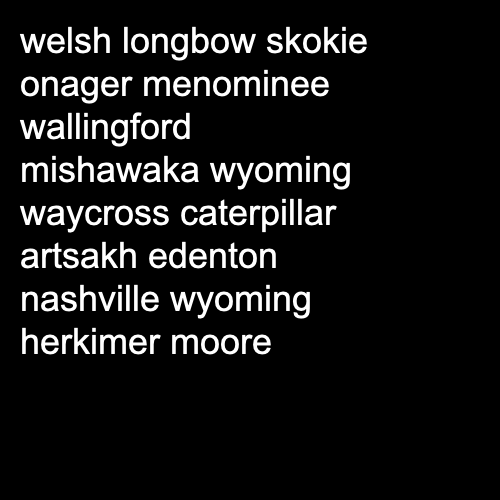 welsh longbow skokie
onager menominee
wallingford
mishawaka wyoming
waycross caterpillar
artsakh edenton
nashville wyoming
herkimer moore